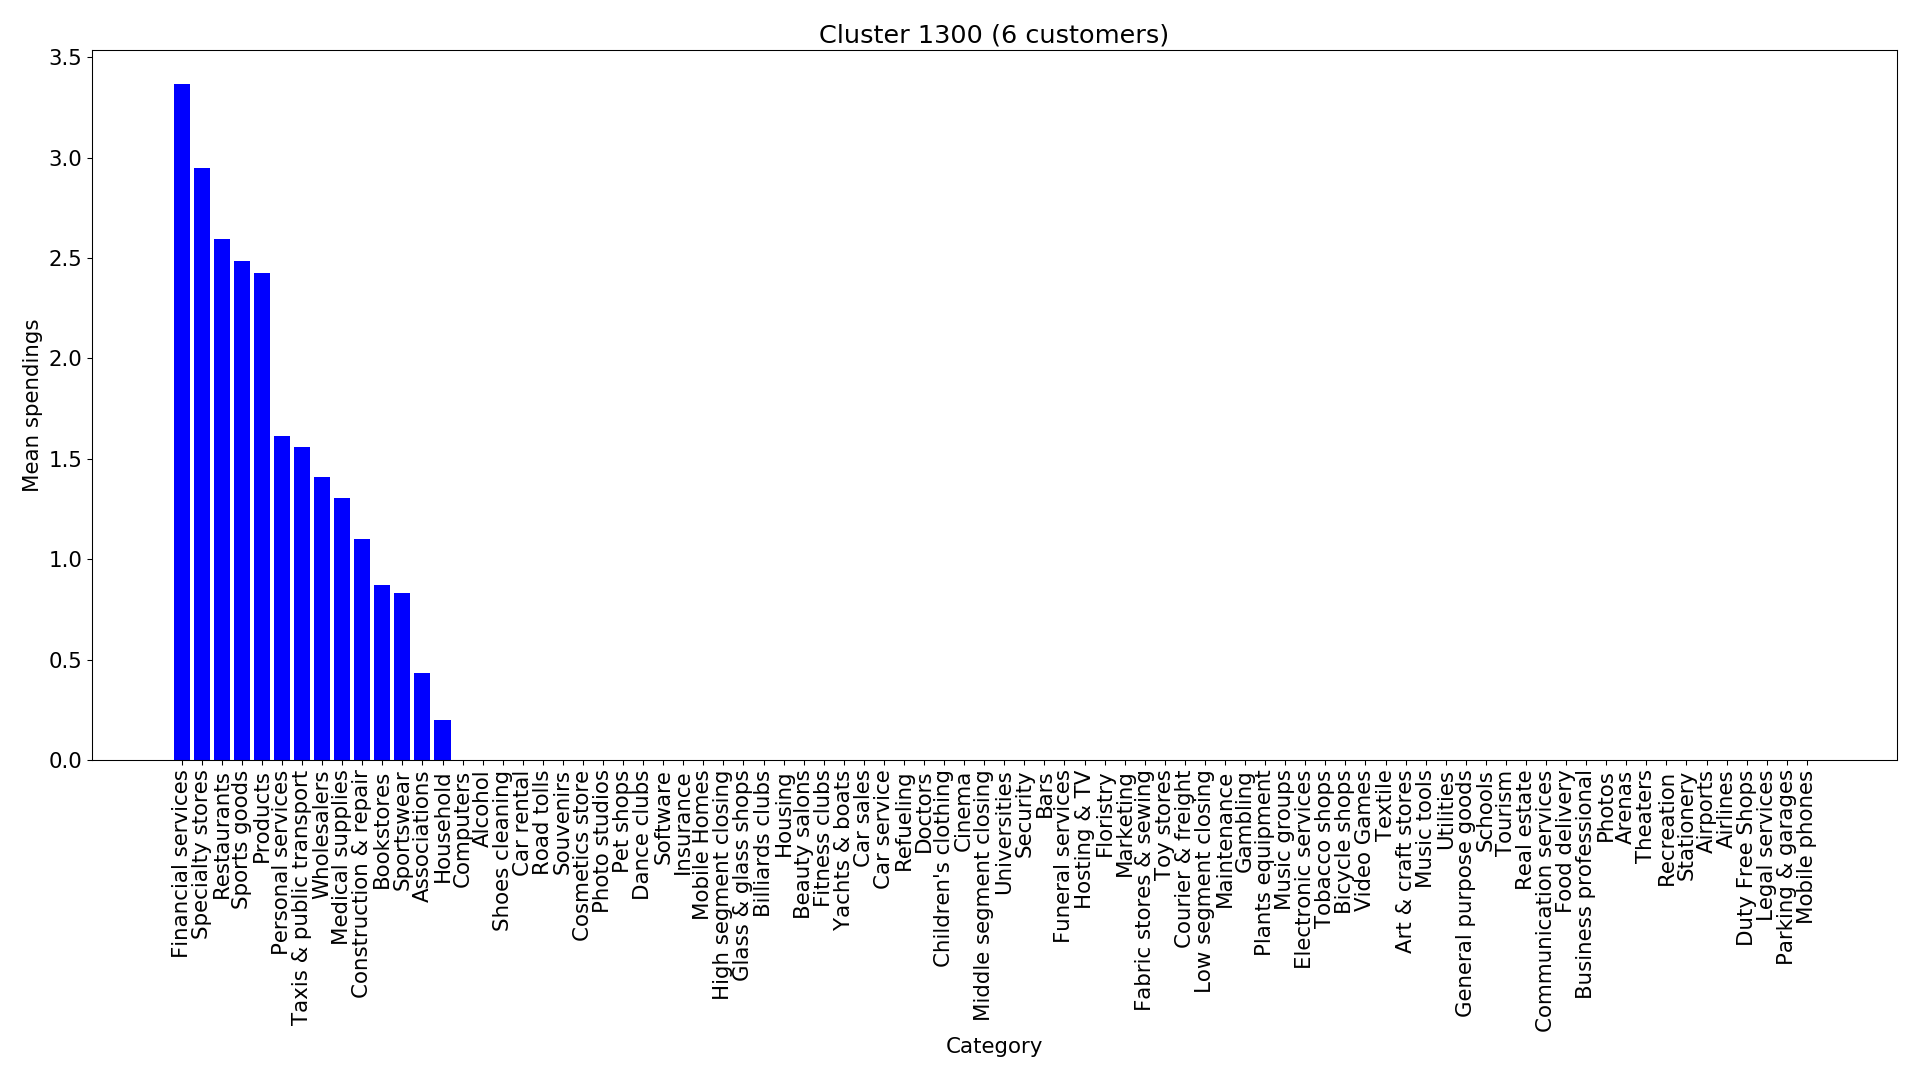 Cluster 1300 (6 customers)
Mean spendings
3.5
3.0
2.5
2.0
1.5
1.0
0.5
0.0
Financial services
Specialty stores
Restaurants
Sports goods
Products
Personal services
Taxis & public transport
Wholesalers
Medical supplies
Construction & repair
Bookstores
Sportswear
Associations
Household
Computers
Alcohol
Shoes cleaning
Car rental
Road tolls
Souvenirs
Cosmetics store
Photo studios
Pet shops
Dance clubs
Software
Insurance
Mobile Homes
High segment closing
Glass & glass shops
Billiards clubs
Housing
Beauty salons
Fitness clubs
Yachts & boats
Car sales
Car service
Refueling
Doctors
Children's clothing
Cinema
Middle segment closing
Universities
Security
Bars
Funeral services
Hosting & TV
Floristry
Marketing
Fabric stores & sewing
Toy stores
Courier & freight
Low segment closing
Maintenance
Gambling
Plants equipment
Music groups
Electronic services
Tobacco shops
Bicycle shops
Video Games
Textile
Art & craft stores
Music tools
Utilities
General purpose goods
Schools
Tourism
Real estate
Communication services
Food delivery
Business professional
Photos
Arenas
Theaters
Recreation
Stationery
Airports
Airlines
Duty Free Shops
Legal services
Parking & garages
Mobile phones
Category